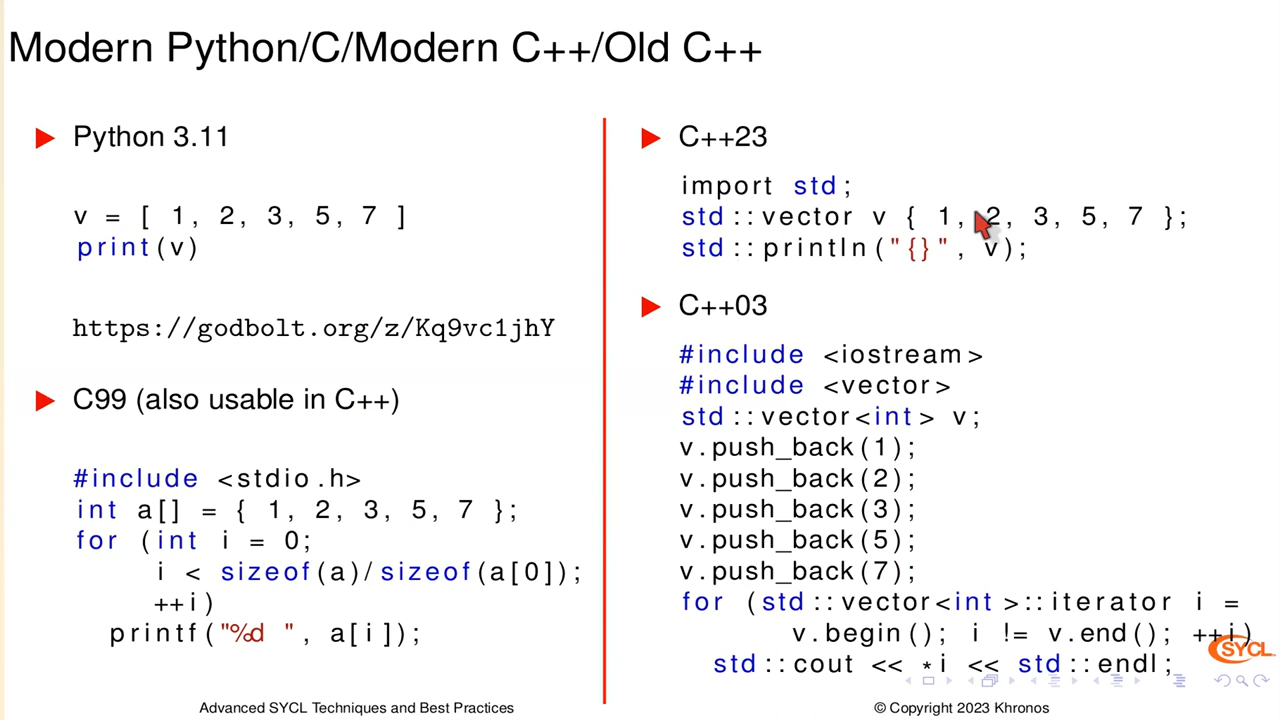 Modern Python/C/Modern C++/Old C++
Python 3.11
v = [ 1, 2, 3, 5, 7 ]
print(v)
https://godbolt.org/z/Kq9vc1jhY
C99 (also usable in C++)
#include <stdio.h>
int a[] = { 1, 2, 3, 5, 7 };
for (int i = 0;
i < sizeof(a)/sizeof(a[0]);
++i)
printf("%d ", a[i]);
C++23
import std;
std::vector v { 1, 2, 3, 5, 7 };
std::println("{}", v);
C++03
#include <iostream>
#include <vector>
std::vector<int> v;
v.push_back(1);
v.push_back(2);
v.push_back(3);
v.push_back(5);
v.push_back(7);
for (std::vector<int>::iterator i =
v.begin(); i != v.end(); ++i)
std::cout << *i << std::endl;
SYCL
Advanced SYCL Techniques and Best Practices
© Copyright 2023 Khronos